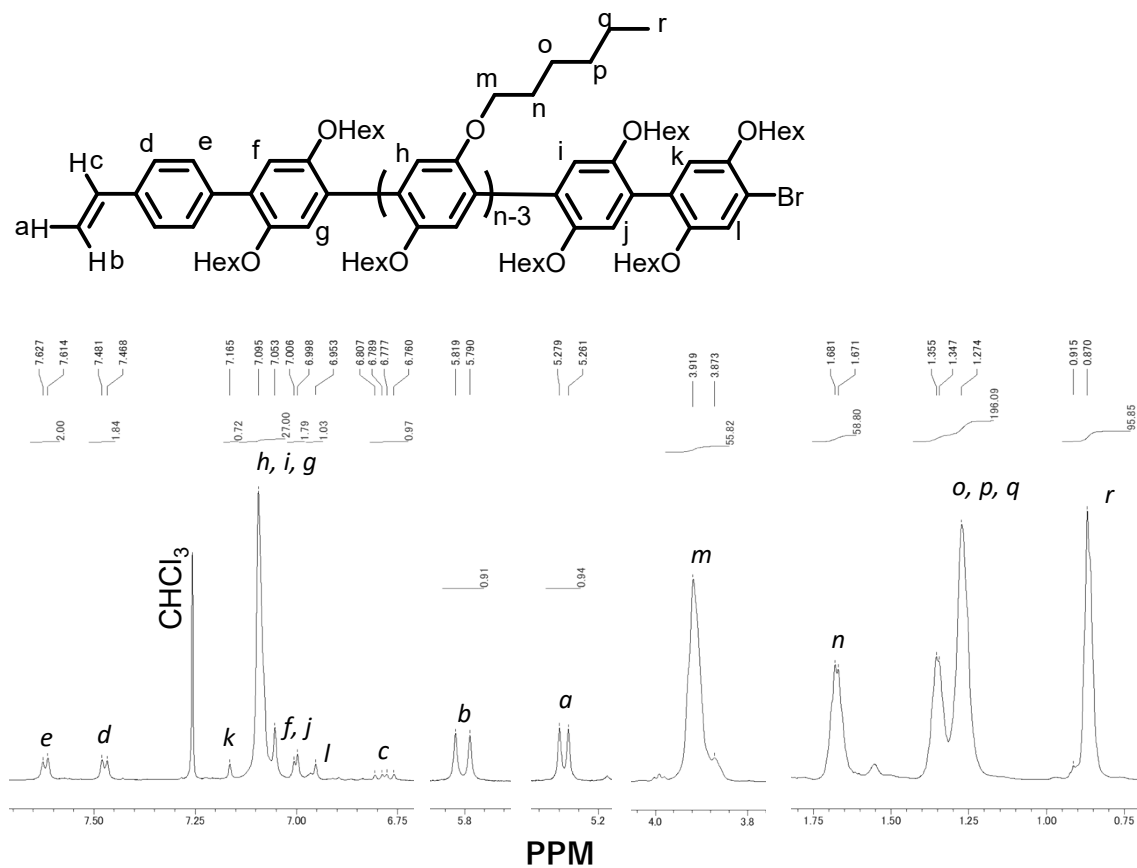 q
r
o
p
m
n
O
OHex
OHex
OHex
d
e
f
h
i
k
H
c
Br
n-3
a
H
g
j
l
H
b
HexO
HexO
HexO
HexO
7.627
7.614
7.481
7.468
7.165
7.095
7.053
7.006
6.998
6.953
6.807
6.789
6.777
6.760
5.819
5.790
5.279
5.261
3.919
3.873
1.681
1.671
1.355
1.347
1.274
0.915
0.870
2.00
1.84
0.72
27.00
1.79
1.03
0.97
0.91
0.94
55.82
58.80
196.09
95.85
h, i, g
o, p, q
r
CHCl3
m
n
e
d
k
f, j
l
c
b
a
7.50
7.25
7.00
6.75
5.8
5.2
4.0
3.8
1.75
1.50
1.25
1.00
0.75
PPM